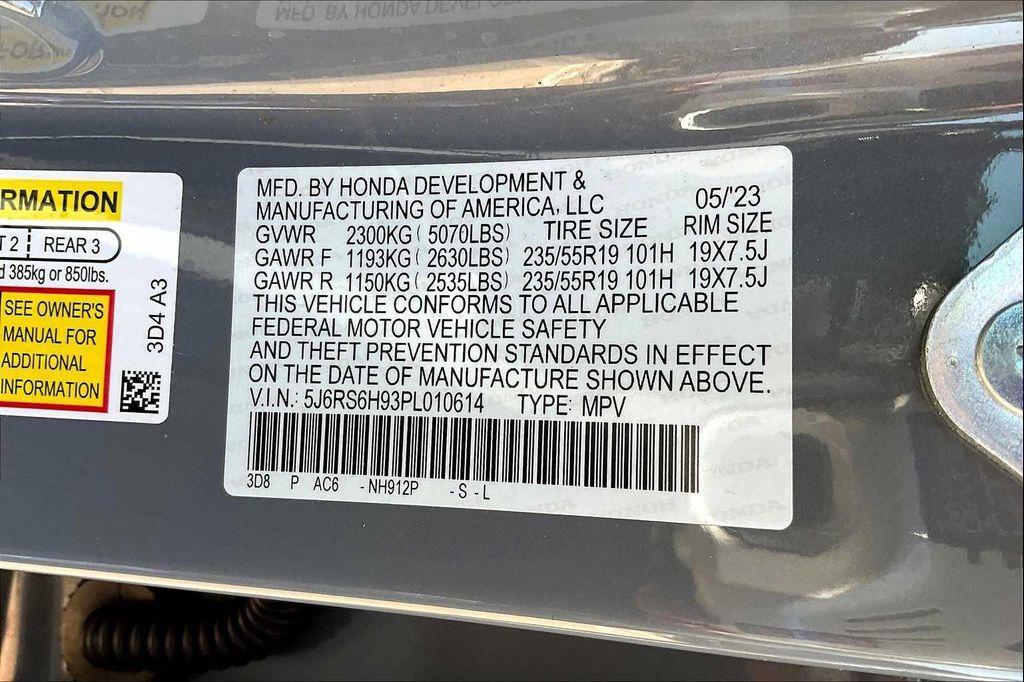 MFD. BY HONDA DEVELOPMENT &
MANUFACTURING OF AMERICA, LLC 05/'23
GVWR 2300KG ( 5070LBS) TIRE SIZE RIM SIZE
GAWR F 1193KG ( 2630LBS) 235/55R19 101H 19X7.5J
GAWR R 1150KG ( 2535LBS) 235/55R19 101H 19X7.5J
THIS VEHICLE CONFORMS TO ALL APPLICABLE
FEDERAL MOTOR VEHICLE SAFETY
AND THEFT PREVENTION STANDARDS IN EFFECT
ON THE DATE OF MANUFACTURE SHOWN ABOVE.
V.I.N.: 5J6RS6H93PL010614 TYPE: MPV
3D8 P AC6 -NH912P -S -L
RMATION
T 2 REAR 3
d 385kg or 850lbs.
SEE OWNER'S
MANUAL FOR
ADDITIONAL
INFORMATION
3D4 A3